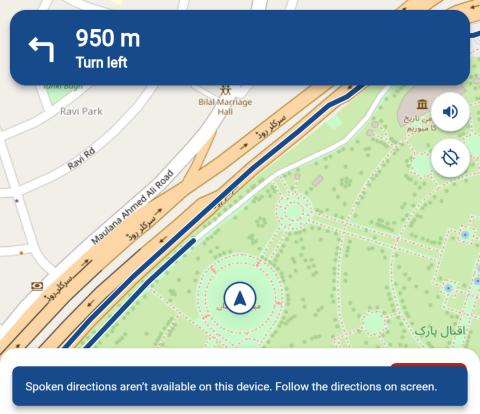 950 m
Turn left
Ravi Park
Bilal Marriage
Hall
Ravi Rd
Maulana Ahmed Ali Road
سرکلر روڈ
سرکلر روڈ
سرکلر روڈ
اقبال پارک
Spoken directions aren't available on this device. Follow the directions on screen.